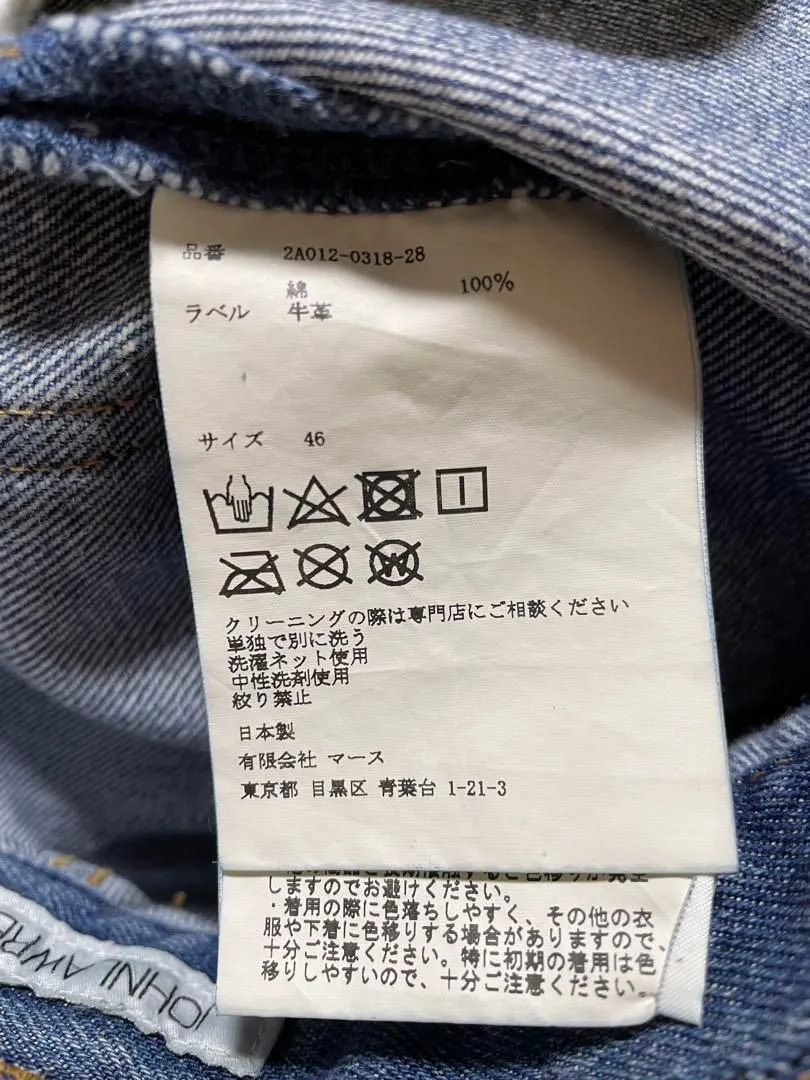 品番 2A012-0318-28
綿 100%
ラベル 牛革
サイズ 46
クリーニングの際は専門店にご相談ください
単独で別に洗う
洗濯ネット使用
中性洗剤使用
絞り禁止
日本製
有限会社 マース
東京都 目黒区 青葉台 1-21-3
しますのでお避けください。
・着用の際に色落ちしやすく、その他の衣
服や下着に色移りする場合がありますので、
十分ご注意ください。特に初期の着用は色
移りしやすいので、十分ご注意ください。
JOHNLAWRE